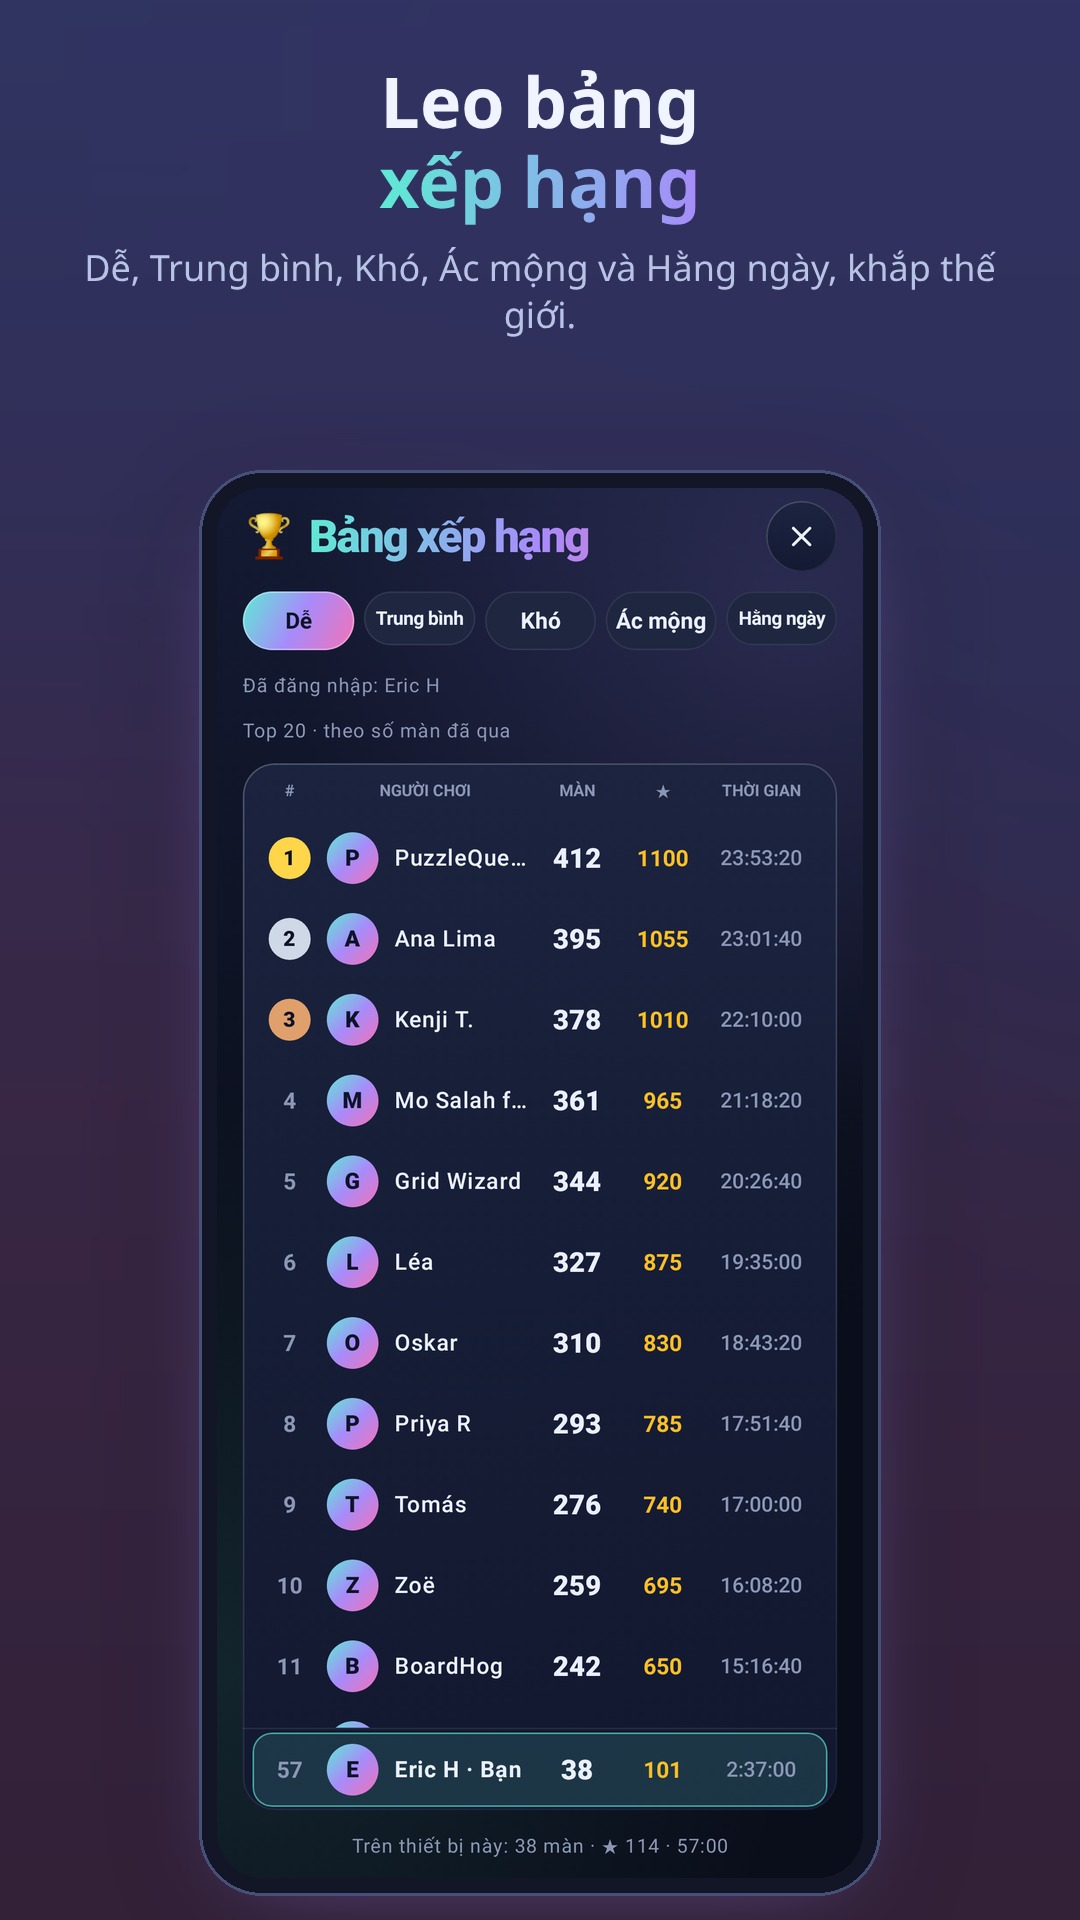 Leo bảng
xếp hạng
Dễ, Trung bình, Khó, Ác mộng và Hằng ngày, khắp thế
giới.
🏆 Bảng xếp hạng
Dễ Trung bình Khó Ác mộng Hằng ngày
Đã đăng nhập: Eric H
Top 20 · theo số màn đã qua
# NGƯỜI CHƠI MÀN ★ THỜI GIAN
1 P PuzzleQue... 412 1100 23:53:20
2 A Ana Lima 395 1055 23:01:40
3 K Kenji T. 378 1010 22:10:00
4 M Mo Salah f... 361 965 21:18:20
5 G Grid Wizard 344 920 20:26:40
6 L Léa 327 875 19:35:00
7 O Oskar 310 830 18:43:20
8 P Priya R 293 785 17:51:40
9 T Tomás 276 740 17:00:00
10 Z Zoë 259 695 16:08:20
11 B BoardHog 242 650 15:16:40
57 E Eric H · Bạn 38 101 2:37:00
Trên thiết bị này: 38 màn · ★ 114 · 57:00